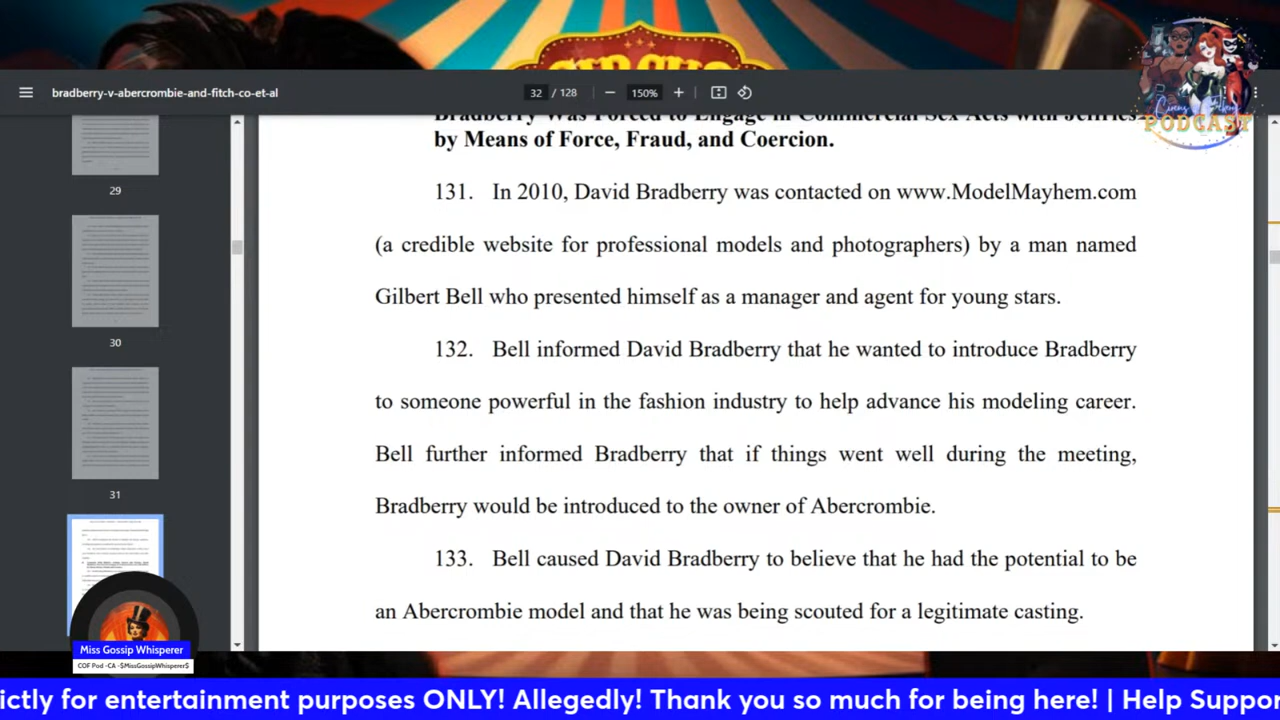 bradberry-v-abercrombie-and-fitch-co-et-al
32 / 128
150%
PODCAST
29
30
31
by Means of Force, Fraud, and Coercion.
131. In 2010, David Bradberry was contacted on www.ModelMayhem.com
(a credible website for professional models and photographers) by a man named
Gilbert Bell who presented himself as a manager and agent for young stars.
132. Bell informed David Bradberry that he wanted to introduce Bradberry
to someone powerful in the fashion industry to help advance his modeling career.
Bell further informed Bradberry that if things went well during the meeting,
Bradberry would be introduced to the owner of Abercrombie.
133. Bell caused David Bradberry to believe that he had the potential to be
an Abercrombie model and that he was being scouted for a legitimate casting.
Miss Gossip Whisperer
COF Pod -CA -$MissGossipWhisperer$
ictly for entertainment purposes ONLY! Allegedly! Thank you so much for being here! | Help Suppor